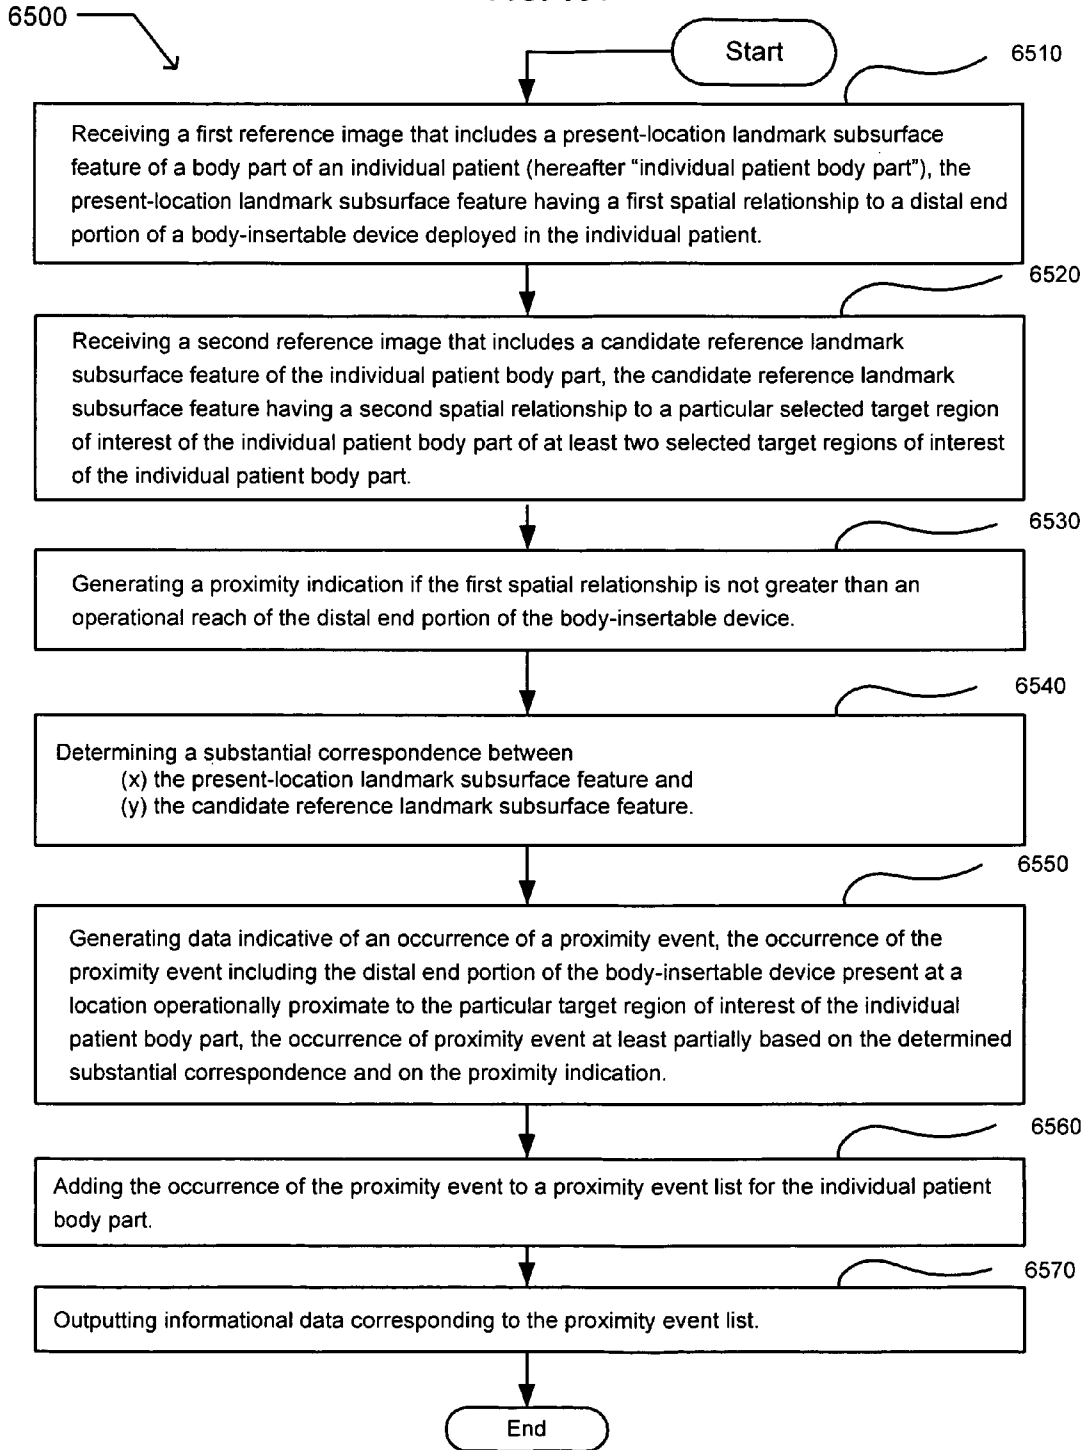 6500
Start
6510
Receiving a first reference image that includes a present-location landmark subsurface
feature of a body part of an individual patient (hereafter “individual patient body part”), the
present-location landmark subsurface feature having a first spatial relationship to a distal end
portion of a body-insertable device deployed in the individual patient.
6520
Receiving a second reference image that includes a candidate reference landmark
subsurface feature of the individual patient body part, the candidate reference landmark
subsurface feature having a second spatial relationship to a particular selected target region
of interest of the individual patient body part of at least two selected target regions of interest
of the individual patient body part.
6530
Generating a proximity indication if the first spatial relationship is not greater than an
operational reach of the distal end portion of the body-insertable device.
6540
Determining a substantial correspondence between
(x) the present-location landmark subsurface feature and
(y) the candidate reference landmark subsurface feature.
6550
Generating data indicative of an occurrence of a proximity event, the occurrence of the
proximity event including the distal end portion of the body-insertable device present at a
location operationally proximate to the particular target region of interest of the individual
patient body part, the occurrence of proximity event at least partially based on the determined
substantial correspondence and on the proximity indication.
6560
Adding the occurrence of the proximity event to a proximity event list for the individual patient
body part.
6570
Outputting informational data corresponding to the proximity event list.
End